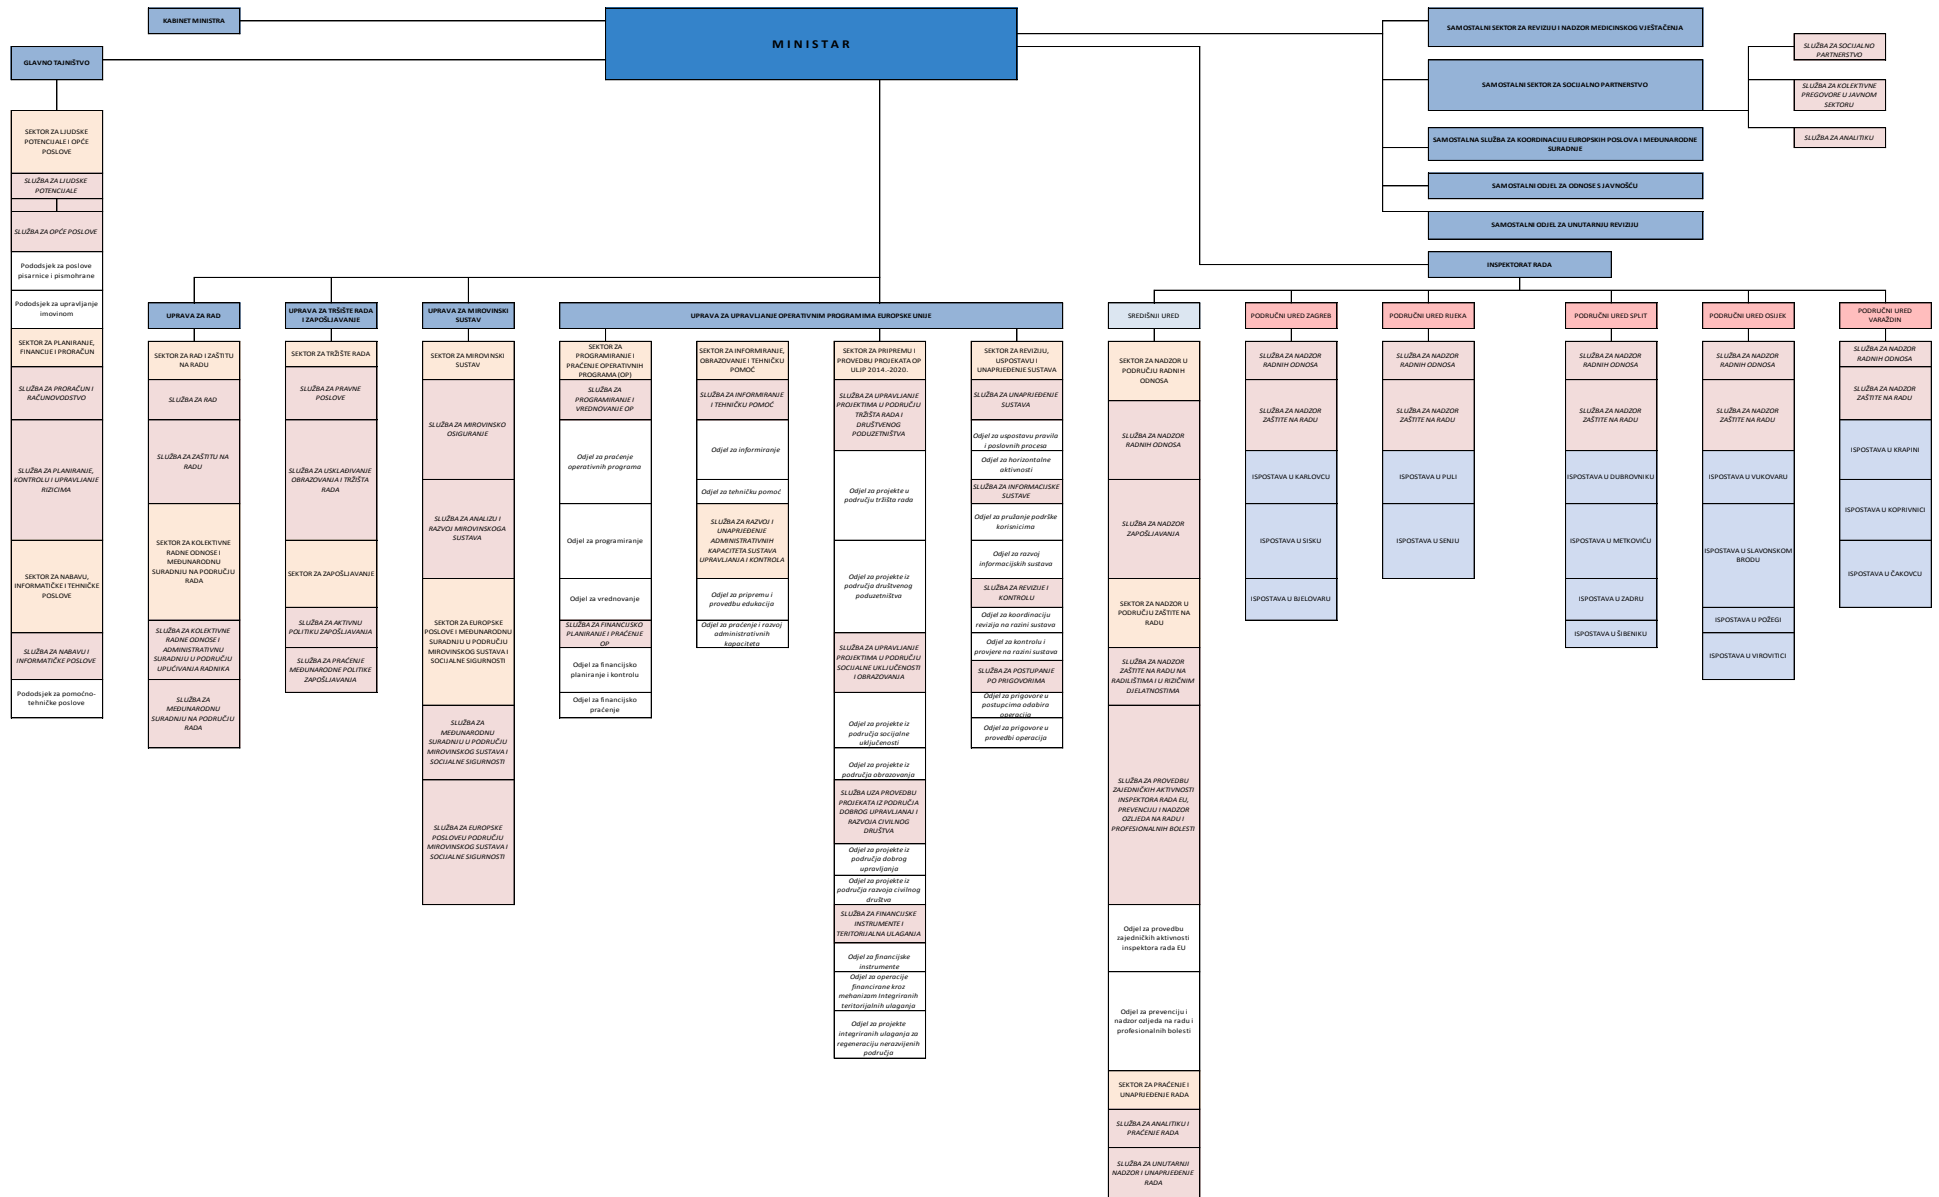 KABINET MINISTRA
MINISTAR
GLAVNO TAJNIŠTVO
SAMOSTALNI SEKTOR ZA REVIZIJU I NADZOR MEDICINSKOG VJEŠTAČENJA
SAMOSTALNI SEKTOR ZA SOCIJALNO PARTNERSTVO
SLUŽBA ZA SOCIJALNO
PARTNERSTVO
SLUŽBA ZA KOLEKTIVNE
PREGOVORE U JAVNOM
SEKTORU
SLUŽBA ZA ANALITIKU
SAMOSTALNA SLUŽBA ZA KOORDINACIJU EUROPSKIH POSLOVA I MEĐUNARODNE
SURADNJE
SAMOSTALNI ODJEL ZA ODNOSE S JAVNOŠĆU
SAMOSTALNI ODJEL ZA UNUTARNJU REVIZIJU
INSPEKTORAT RADA
SEKTOR ZA LJUDSKE
POTENCIJALE I OPĆE
POSLOVE
SLUŽBA ZA LJUDSKE
POTENCIJALE
SLUŽBA ZA OPĆE POSLOVE
Pododsjek za poslove
pisarnice i pismohrane
Pododsjek za upravljanje
imovinom
SEKTOR ZA PLANIRANJE,
FINANCIJE I PRORAČUN
SLUŽBA ZA PRORAČUN I
RAČUNOVODSTVO
SLUŽBA ZA PLANIRANJE,
KONTROLU I UPRAVLJANJE
RIZICIMA
SEKTOR ZA NABAVU,
INFORMATIČKE I TEHNIČKE
POSLOVE
SLUŽBA ZA NABAVU I
INFORMATIČKE POSLOVE
Pododsjek za pomoćno-
tehničke poslove
UPRAVA ZA RAD
SEKTOR ZA RAD I ZAŠTITU
NA RADU
SLUŽBA ZA RAD
SLUŽBA ZA ZAŠTITU NA
RADU
SEKTOR ZA KOLEKTIVNE
RADNE ODNOSE I
MEĐUNARODNU
SURADNJU NA PODRUČJU
RADA
SLUŽBA ZA KOLEKTIVNE
RADNE ODNOSE I
ADMINISTRATIVNU
SURADNJU U PODRUČJU
UPUĆIVANJA RADNIKA
SLUŽBA ZA
MEĐUNARODNU
SURADNJU NA PODRUČJU
RADA
UPRAVA ZA TRŽIŠTE RADA
I ZAPOŠLJAVANJE
SEKTOR ZA TRŽIŠTE RADA
SLUŽBA ZA PRAVNE
POSLOVE
SLUŽBA ZA USKLAĐIVANJE
OBRAZOVANJA I TRŽIŠTA
RADA
SEKTOR ZA ZAPOŠLJAVANJE
SLUŽBA ZA AKTIVNU
POLITIKU ZAPOŠLJAVANJA
SLUŽBA ZA PRAĆENJE
MEĐUNARODNE POLITIKE
ZAPOŠLJAVANJA
UPRAVA ZA MIROVINSKI
SUSTAV
SEKTOR ZA MIROVINSKI
SUSTAV
SLUŽBA ZA MIROVINSKO
OSIGURANJE
SLUŽBA ZA ANALIZU I
RAZVOJ MIROVINSKOGA
SUSTAVA
SEKTOR ZA EUROPSKE
POSLOVE I MEĐUNARODNU
SURADNJU U PODRUČJU
MIROVINSKOG SUSTAVA I
SOCIJALNE SIGURNOSTI
SLUŽBA ZA
MEĐUNARODNU
SURADNJU U PODRUČJU
MIROVINSKOG SUSTAVA I
SOCIJALNE SIGURNOSTI
SLUŽBA ZA EUROPSKE
POSLOVEU PODRUČJU
MIROVINSKOG SUSTAVA I
SOCIJALNE SIGURNOSTI
UPRAVA ZA UPRAVLJANJE OPERATIVNIM PROGRAMIMA EUROPSKE UNIJE
SEKTOR ZA
PROGRAMIRANJE I
PRAĆENJE OPERATIVNIH
PROGRAMA (OP)
SLUŽBA ZA
PROGRAMIRANJE I
VREDNOVANJE OP
Odjel za praćenje
operativnih programa
Odjel za programiranje
Odjel za vrednovanje
SLUŽBA ZA FINANCIJSKO
PLANIRANJE I PRAĆENJE
OP
Odjel za financijsko
planiranje i kontrolu
Odjel za financijsko
praćenje
SEKTOR ZA INFORMIRANJE,
OBRAZOVANJE I TEHNIČKU
POMOĆ
SLUŽBA ZA INFORMIRANJE
I TEHNIČKU POMOĆ
Odjel za informiranje
Odjel za tehničku pomoć
SLUŽBA ZA RAZVOJ I
UNAPRJEĐENJE
ADMINISTRATIVNIH
KAPACITETA SUSTAVA
UPRAVLJANJA I KONTROLA
Odjel za pripremu i
provedbu edukacija
Odjel za praćenje i razvoj
administrativnih
kapaciteta
SEKTOR ZA PRIPREMU I
PROVEDBU PROJEKATA OP
ULJP 2014.-2020.
SLUŽBA ZA UPRAVLJANJE
PROJEKTIMA U PODRUČJU
TRŽIŠTA RADA I
DRUŠTVENOG
PODUZETNIŠTVA
Odjel za projekte u
području tržišta rada
Odjel za projekte iz
područja društvenog
poduzetništva
SLUŽBA ZA UPRAVLJANJE
PROJEKTIMA U PODRUČJU
SOCIJALNE UKLJUČENOSTI
I OBRAZOVANJA
Odjel za projekte iz
područja socijalne
uključenosti
Odjel za projekte iz
područja obrazovanja
SLUŽBA UZA PROVEDBU
PROJEKATA IZ PODRUČJA
DOBROG UPRAVLJANAJ I
RAZVOJA CIVILNOG
DRUŠTVA
Odjel za projekte iz
područja dobrog
upravljanja
Odjel za projekte iz
područja razvoja civilnog
društva
SLUŽBA ZA FINANCIJSKE
INSTRUMENTE I
TERITORIJALNA ULAGANJA
Odjel za financijske
instrumente
Odjel za operacije
financirane kroz
mehanizam Integriranih
teritorijalnih ulaganja
Odjel za projekte
integriranih ulaganja za
regeneraciju nerazvijenih
područja
SEKTOR ZA REVIZIJU,
USPOSTAVU I
UNAPRJEĐENJE SUSTAVA
SLUŽBA ZA UNAPRJEĐENJE
SUSTAVA
Odjel za uspostavu pravila
i poslovnih procesa
Odjel za horizontalne
aktivnosti
SLUŽBA ZA INFORMACIJSKE
SUSTAVE
Odjel za pružanje podrške
korisnicima
Odjel za razvoj
informacijskih sustava
SLUŽBA ZA REVIZIJE I
KONTROLU
Odjel za koordinaciju
revizija na razini sustava
Odjel za kontrolu i
provjere na razini sustava
SLUŽBA ZA POSTUPANJE
PO PRIGOVORIMA
Odjel za prigovore u
postupcima odabira
operacija
Odjel za prigovore u
provedbi operacija
SREDIŠNJI URED
SEKTOR ZA NADZOR U
PODRUČJU RADNIH
ODNOSA
SLUŽBA ZA NADZOR
RADNIH ODNOSA
SLUŽBA ZA NADZOR
ZAPOŠLJAVANJA
SEKTOR ZA NADZOR U
PODRUČJU ZAŠTITE NA
RADU
SLUŽBA ZA NADZOR
ZAŠTITE NA RADU NA
RADILIŠTIMA I U RIZIČNIM
DJELATNOSTIMA
SLUŽBA ZA PROVEDBU
ZAJEDNIČKIH AKTIVNOSTI
INSPEKTORA RADA EU,
PREVENCIJU I NADZOR
OZLJEDA NA RADU I
PROFESIONALNIH BOLESTI
Odjel za provedbu
zajedničkih aktivnosti
inspektora rada EU
Odjel za prevenciju i
nadzor ozljeda na radu i
profesionalnih bolesti
SEKTOR ZA PRAĆENJE I
UNAPRJEĐENJE RADA
SLUŽBA ZA ANALITIKU I
PRAĆENJE RADA
SLUŽBA ZA UNUTARNJI
NADZOR I UNAPRJEĐENJE
RADA
PODRUČNI URED ZAGREB
SLUŽBA ZA NADZOR
RADNIH ODNOSA
SLUŽBA ZA NADZOR
ZAŠTITE NA RADU
ISPOSTAVA U KARLOVCU
ISPOSTAVA U SISKU
ISPOSTAVA U BJELOVARU
PODRUČNI URED RIJEKA
SLUŽBA ZA NADZOR
RADNIH ODNOSA
SLUŽBA ZA NADZOR
ZAŠTITE NA RADU
ISPOSTAVA U PULI
ISPOSTAVA U SENJU
PODRUČNI URED SPLIT
SLUŽBA ZA NADZOR
RADNIH ODNOSA
SLUŽBA ZA NADZOR
ZAŠTITE NA RADU
ISPOSTAVA U DUBROVNIKU
ISPOSTAVA U METKOVIĆU
ISPOSTAVA U ZADRU
ISPOSTAVA U ŠIBENIKU
PODRUČNI URED OSIJEK
SLUŽBA ZA NADZOR
RADNIH ODNOSA
SLUŽBA ZA NADZOR
ZAŠTITE NA RADU
ISPOSTAVA U VUKOVARU
ISPOSTAVA U SLAVONSKOM
BRODU
ISPOSTAVA U POŽEGI
ISPOSTAVA U VIROVITICI
PODRUČNI URED
VARAŽDIN
SLUŽBA ZA NADZOR
RADNIH ODNOSA
SLUŽBA ZA NADZOR
ZAŠTITE NA RADU
ISPOSTAVA U KRAPINI
ISPOSTAVA U KOPRIVNICI
ISPOSTAVA U ČAKOVCU